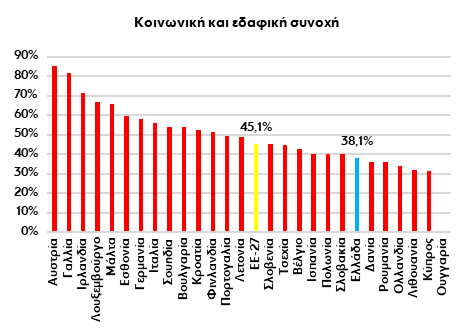 Κοινωνική και εδαφική συνοχή
90%
80%
70%
60%
50%
40%
30%
20%
10%
0%
45,1%
38,1%
Αυστρία
Γαλλία
Ιρλανδία
Λουξεμβούργο
Μάλτα
Εσθονία
Γερμανία
Ιταλία
Σουηδία
Βουλγαρία
Κροατία
Φινλανδία
Πορτογαλία
Λετονία
ΕΕ-27
Σλοβενία
Τσεχία
Βέλγιο
Ισπανία
Πολωνία
Σλοβακία
Ελλάδα
Δανία
Ρουμανία
Ολλανδία
Λιθουανία
Κύπρος
Ουγγαρία